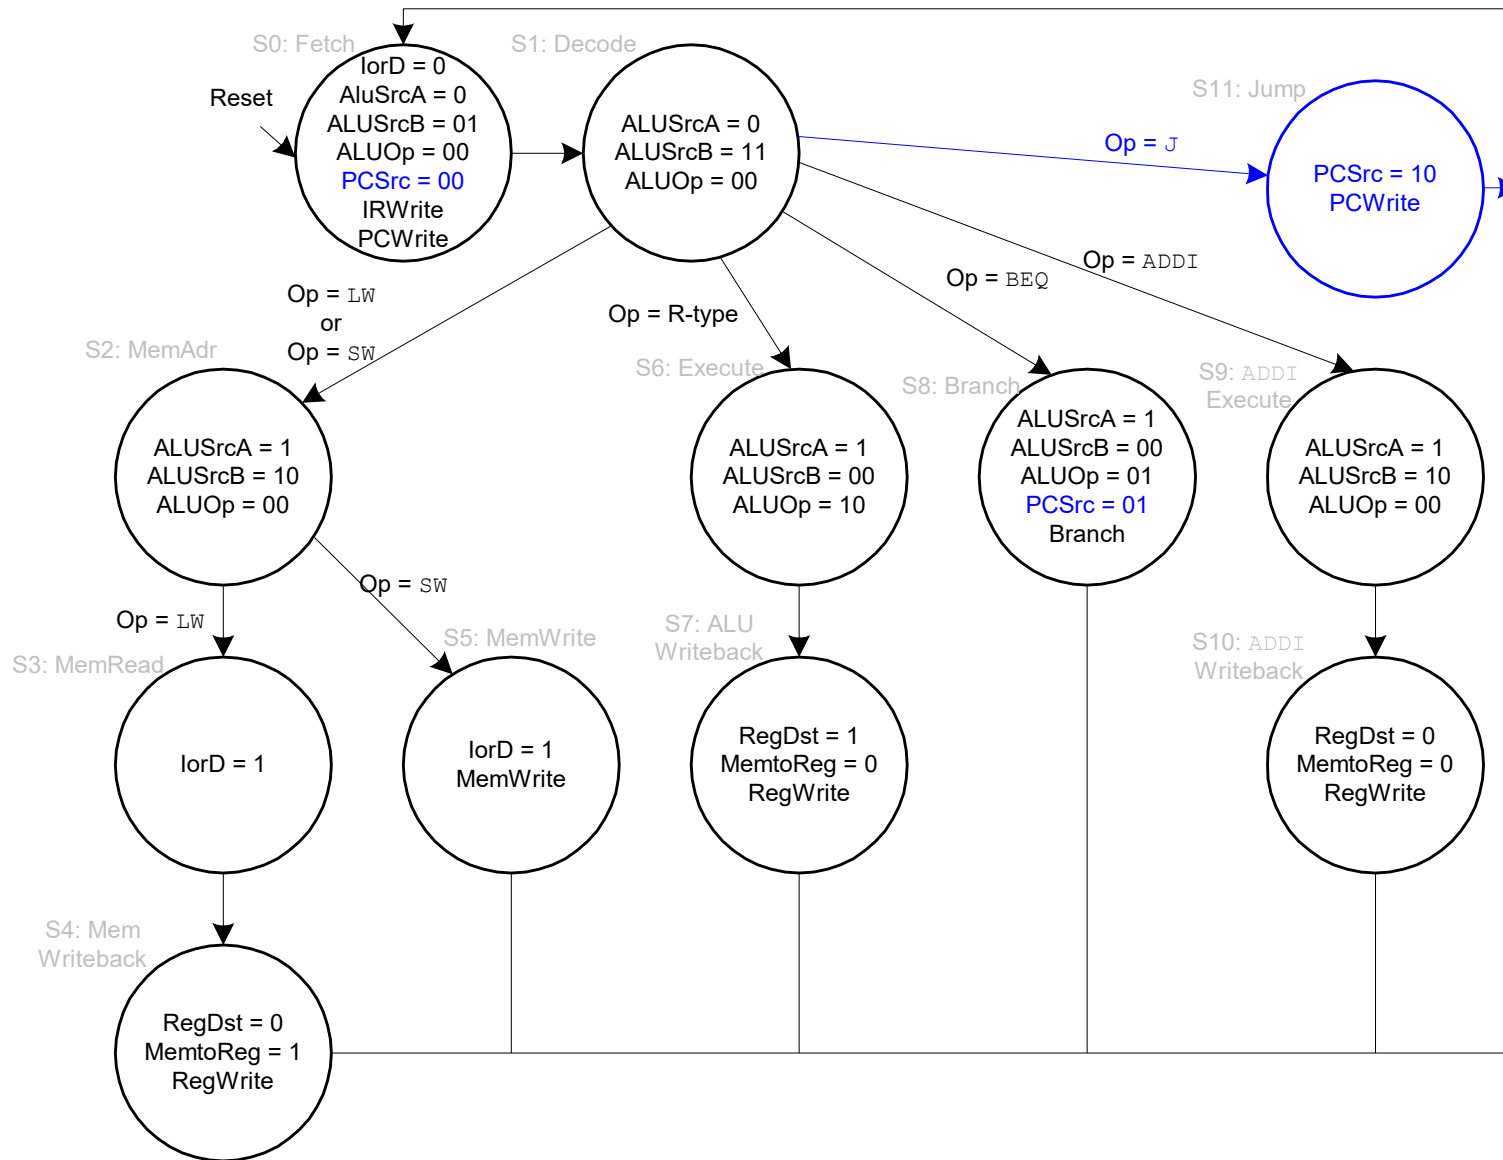 S0: Fetch
S1: Decode
IorD = 0
AluSrcA = 0
ALUSrcB = 01
ALUOp = 00
PCSrc = 00
IRWrite
PCWrite
Reset
ALUSrcA = 0
ALUSrcB = 11
ALUOp = 00
S11: Jump
Op = J
PCSrc = 10
PCWrite
Op = LW
or
Op = SW
Op = R-type
Op = BEQ
Op = ADDI
S2: MemAdr
S6: Execute
S8: Branch
S9: ADDI
Execute
ALUSrcA = 1
ALUSrcB = 10
ALUOp = 00
ALUSrcA = 1
ALUSrcB = 00
ALUOp = 10
ALUSrcA = 1
ALUSrcB = 00
ALUOp = 01
PCSrc = 01
Branch
ALUSrcA = 1
ALUSrcB = 10
ALUOp = 00
Op = LW
Op = SW
S3: MemRead
S5: MemWrite
S7: ALU
Writeback
S10: ADDI
Writeback
IorD = 1
IorD = 1
MemWrite
RegDst = 1
MemtoReg = 0
RegWrite
RegDst = 0
MemtoReg = 0
RegWrite
S4: Mem
Writeback
RegDst = 0
MemtoReg = 1
RegWrite